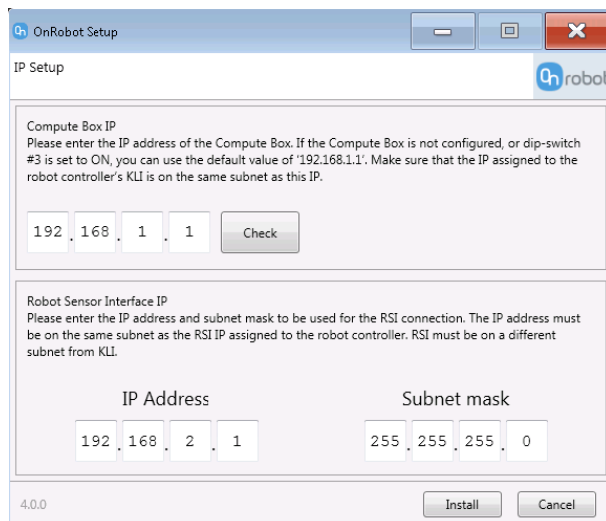 On OnRobot Setup
IP Setup
On robot
Compute Box IP
Please enter the IP address of the Compute Box. If the Compute Box is not configured, or dip-switch
#3 is set to ON, you can use the default value of '192.168.1.1'. Make sure that the IP assigned to the
robot controller's KLI is on the same subnet as this IP.
192 . 168 . 1 . 1 Check
Robot Sensor Interface IP
Please enter the IP address and subnet mask to be used for the RSI connection. The IP address must
be on the same subnet as the RSI IP assigned to the robot controller. RSI must be on a different
subnet from KLI.
IP Address Subnet mask
192 . 168 . 2 . 1 255 . 255 . 255 . 0
4.0.0 Install Cancel